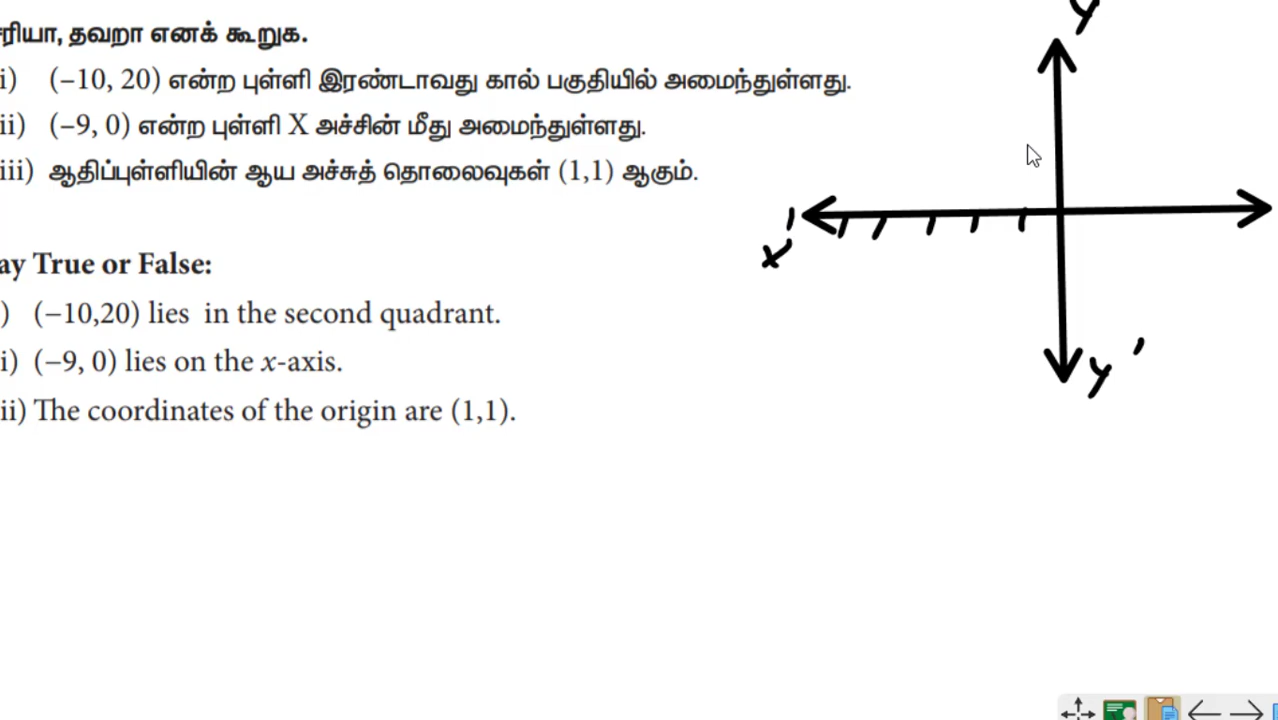 ரியா, தவறா எனக் கூறுக.
i) (–10, 20) என்ற புள்ளி இரண்டாவது கால் பகுதியில் அமைந்துள்ளது.
ii) (–9, 0) என்ற புள்ளி X அச்சின் மீது அமைந்துள்ளது.
iii) ஆதிப்புள்ளியின் ஆய அச்சுத் தொலைவுகள் (1,1) ஆகும்.
ay True or False:
) (−10,20) lies in the second quadrant.
i) (−9, 0) lies on the x-axis.
ii) The coordinates of the origin are (1,1).
y
x'
y'